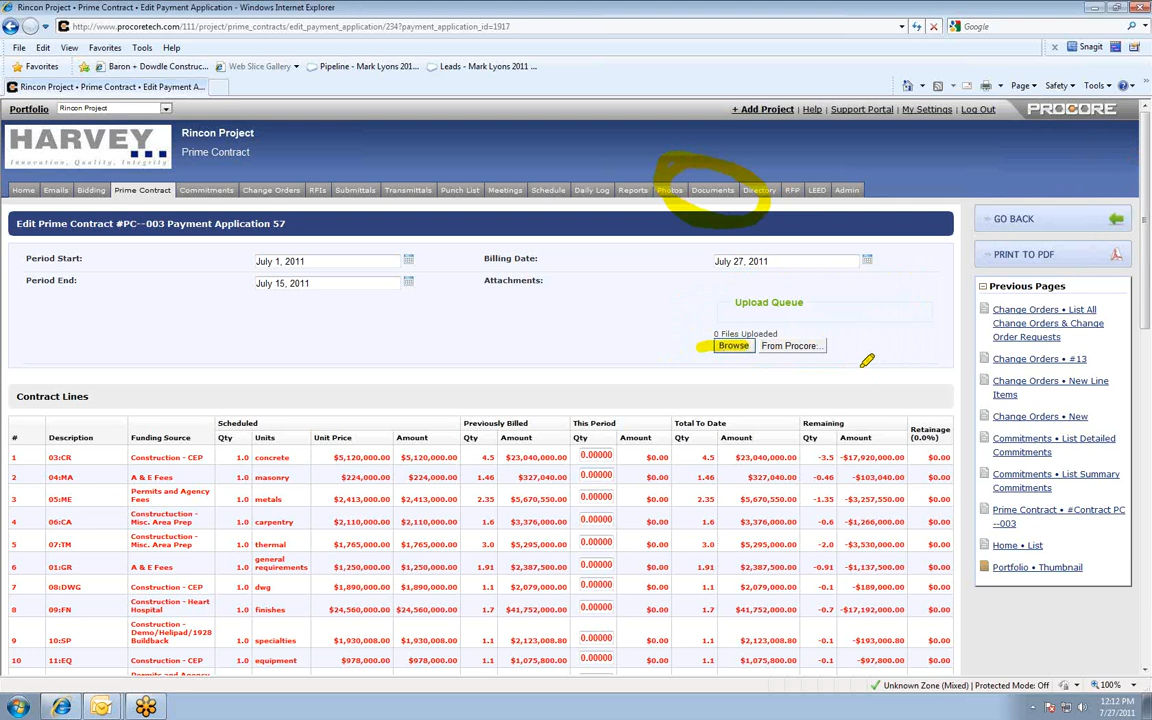 Rincon Project • Prime Contract • Edit Payment Application - Windows Internet Explorer
http://www.procoretech.com/111/project/prime_contracts/edit_payment_application/234?payment_application_id=1917
Google
File Edit View Favorites Tools Help
Snagit
Favorites Baron + Dowdle Construc... Web Slice Gallery Pipeline - Mark Lyons 201... Leads - Mark Lyons 2011 ...
Rincon Project • Prime Contract • Edit Payment A...
Page Safety Tools
Portfolio Rincon Project + Add Project Help Support Portal My Settings Log Out PROCORE
HARVEY
Innovation, Quality, Integrity
Rincon Project
Prime Contract
Home Emails Bidding Prime Contract Commitments Change Orders RFIs Submittals Transmittals Punch List Meetings Schedule Daily Log Reports Photos Documents Directory RFP LEED Admin
Edit Prime Contract #PC--003 Payment Application 57
Period Start: July 1, 2011 Billing Date: July 27, 2011
Period End: July 15, 2011 Attachments:
Upload Queue
0 Files Uploaded
Browse From Procore...
GO BACK
PRINT TO PDF
Previous Pages
Change Orders • List All
Change Orders & Change
Order Requests
Change Orders • #13
Change Orders • New Line
Items
Change Orders • New
Commitments • List Detailed
Commitments
Commitments • List Summary
Commitments
Prime Contract • #Contract PC
--003
Home • List
Portfolio • Thumbnail
Contract Lines
Scheduled Previously Billed This Period Total To Date Remaining Retainage
# Description Funding Source Qty Units Unit Price Amount Qty Amount Qty Amount Qty Amount Qty Amount (0.0%)
1 03:CR Construction - CEP 1.0 concrete $5,120,000.00 $5,120,000.00 4.5 $23,040,000.00 0.00000 $0.00 4.5 $23,040,000.00 -3.5 -$17,920,000.00 $0.00
2 04:MA A & E Fees 1.0 masonry $224,000.00 $224,000.00 1.46 $327,040.00 0.00000 $0.00 1.46 $327,040.00 -0.46 -$103,040.00 $0.00
Permits and Agency
3 05:ME Fees 1.0 metals $2,413,000.00 $2,413,000.00 2.35 $5,670,550.00 0.00000 $0.00 2.35 $5,670,550.00 -1.35 -$3,257,550.00 $0.00
Constructuction -
4 06:CA Misc. Area Prep 1.0 carpentry $2,110,000.00 $2,110,000.00 1.6 $3,376,000.00 0.00000 $0.00 1.6 $3,376,000.00 -0.6 -$1,266,000.00 $0.00
Constructuction -
5 07:TM Misc. Area Prep 1.0 thermal $1,765,000.00 $1,765,000.00 3.0 $5,295,000.00 0.00000 $0.00 3.0 $5,295,000.00 -2.0 -$3,530,000.00 $0.00
general
6 01:GR A & E Fees 1.0 requirements $1,250,000.00 $1,250,000.00 1.91 $2,387,500.00 0.00000 $0.00 1.91 $2,387,500.00 -0.91 -$1,137,500.00 $0.00
7 08:DWG Construction - CEP 1.0 dwg $1,890,000.00 $1,890,000.00 1.1 $2,079,000.00 0.00000 $0.00 1.1 $2,079,000.00 -0.1 -$189,000.00 $0.00
Construction - Heart
8 09:FN Hospital 1.0 finishes $24,560,000.00 $24,560,000.00 1.7 $41,752,000.00 0.00000 $0.00 1.7 $41,752,000.00 -0.7 -$17,192,000.00 $0.00
Construction -
Demo/Helipad/1928
9 10:SP Buildback 1.0 specialties $1,930,008.00 $1,930,008.00 1.1 $2,123,008.80 0.00000 $0.00 1.1 $2,123,008.80 -0.1 -$193,000.80 $0.00
10 11:EQ Construction - CEP 1.0 equipment $978,000.00 $978,000.00 1.1 $1,075,800.00 0.00000 $0.00 1.1 $1,075,800.00 -0.1 -$97,800.00 $0.00
Unknown Zone (Mixed) | Protected Mode: Off 100%
12:12 PM
7/27/2011